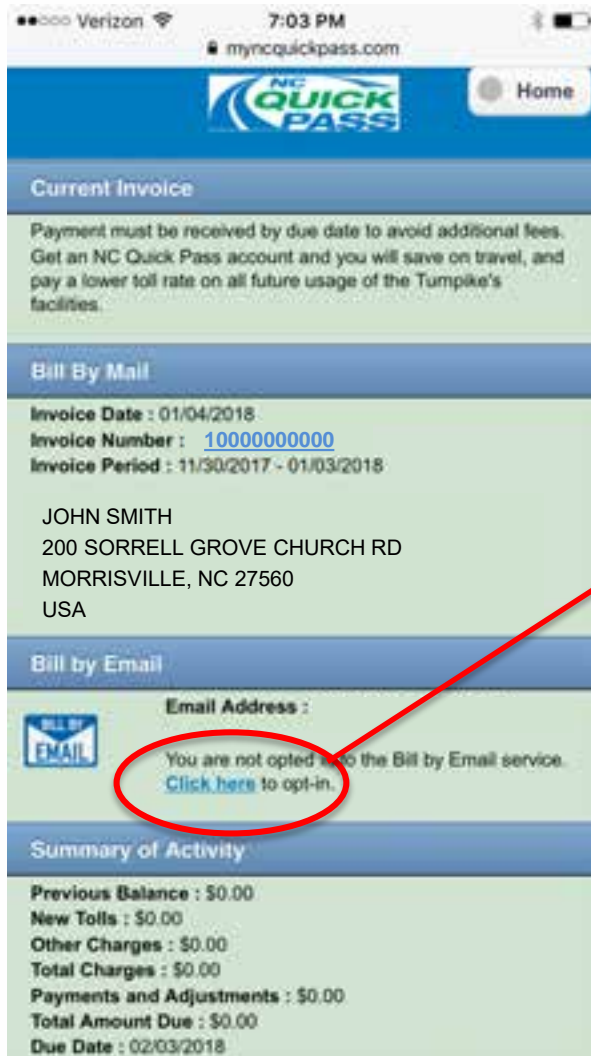 Verizon 7:03 PM
myncquickpass.com
NC
QUICK
PASS
Home
Current Invoice
Payment must be received by due date to avoid additional fees.
Get an NC Quick Pass account and you will save on travel, and
pay a lower toll rate on all future usage of the Turnpike's
facilities.
Bill By Mail
Invoice Date : 01/04/2018
Invoice Number : 10000000000
Invoice Period : 11/30/2017 - 01/03/2018
JOHN SMITH
200 SORRELL GROVE CHURCH RD
MORRISVILLE, NC 27560
USA
Bill by Email
Email Address :
BILL BY
EMAIL
You are not opted in to the Bill by Email service.
Click here to opt-in.
Summary of Activity
Previous Balance : $0.00
New Tolls : $0.00
Other Charges : $0.00
Total Charges : $0.00
Payments and Adjustments : $0.00
Total Amount Due : $0.00
Due Date : 02/03/2018